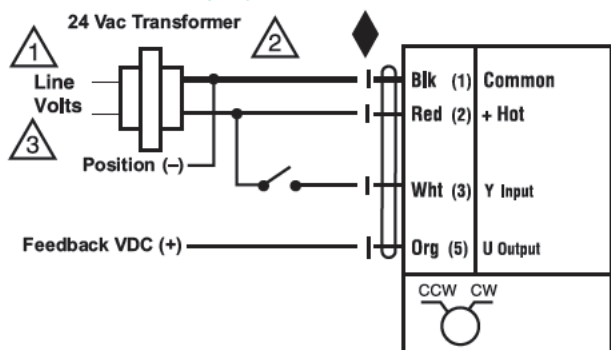 24 Vac Transformer
1
2
Line
Volts
3
Position (–)
Feedback VDC (+)
Blk (1) Common
Red (2) + Hot
Wht (3) Y Input
Org (5) U Output
CCW CW